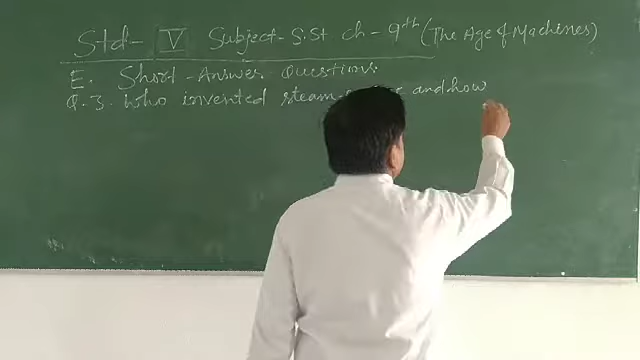 Std- V Subject- S.St ch- 9th (The Age of Machines)
E. Short-Answer Questions
Q.3. Who invented steam- and how